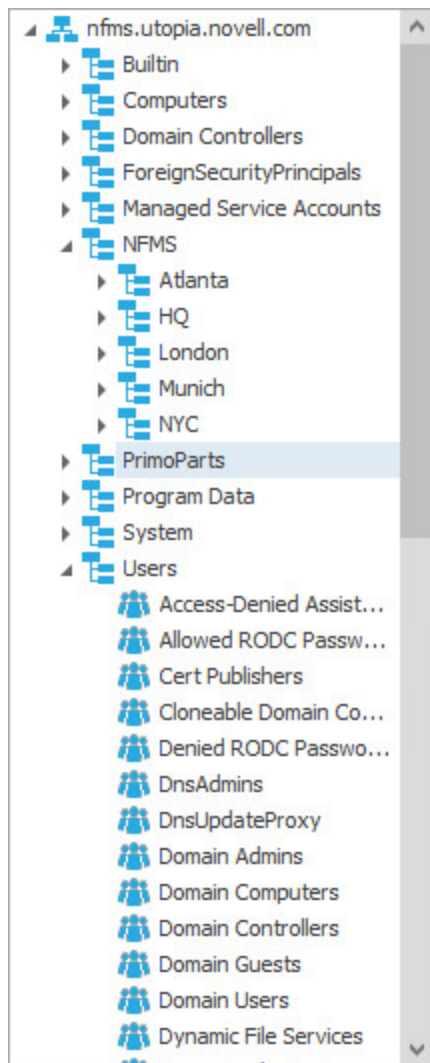 nfms.utopia.novell.com
Builtin
Computers
Domain Controllers
ForeignSecurityPrincipals
Managed Service Accounts
NFMS
Atlanta
HQ
London
Munich
NYC
PrimoParts
Program Data
System
Users
Access-Denied Assist...
Allowed RODC Passw...
Cert Publishers
Cloneable Domain Co...
Denied RODC Passwo...
DnsAdmins
DnsUpdateProxy
Domain Admins
Domain Computers
Domain Controllers
Domain Guests
Domain Users
Dynamic File Services